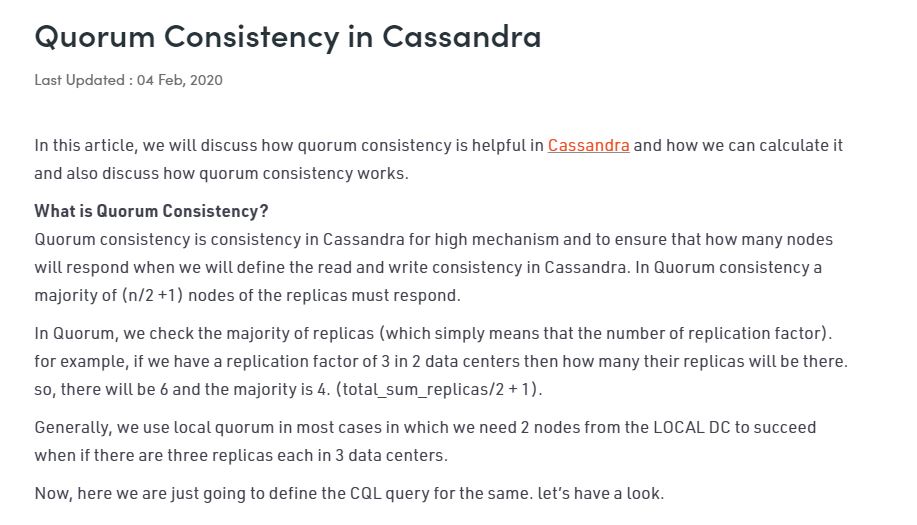 Quorum Consistency in Cassandra
Last Updated : 04 Feb, 2020
In this article, we will discuss how quorum consistency is helpful in Cassandra and how we can calculate it
and also discuss how quorum consistency works.
What is Quorum Consistency?
Quorum consistency is consistency in Cassandra for high mechanism and to ensure that how many nodes
will respond when we will define the read and write consistency in Cassandra. In Quorum consistency a
majority of (n/2 +1) nodes of the replicas must respond.
In Quorum, we check the majority of replicas (which simply means that the number of replication factor).
for example, if we have a replication factor of 3 in 2 data centers then how many their replicas will be there.
so, there will be 6 and the majority is 4. (total_sum_replicas/2 + 1).
Generally, we use local quorum in most cases in which we need 2 nodes from the LOCAL DC to succeed
when if there are three replicas each in 3 data centers.
Now, here we are just going to define the CQL query for the same. let's have a look.